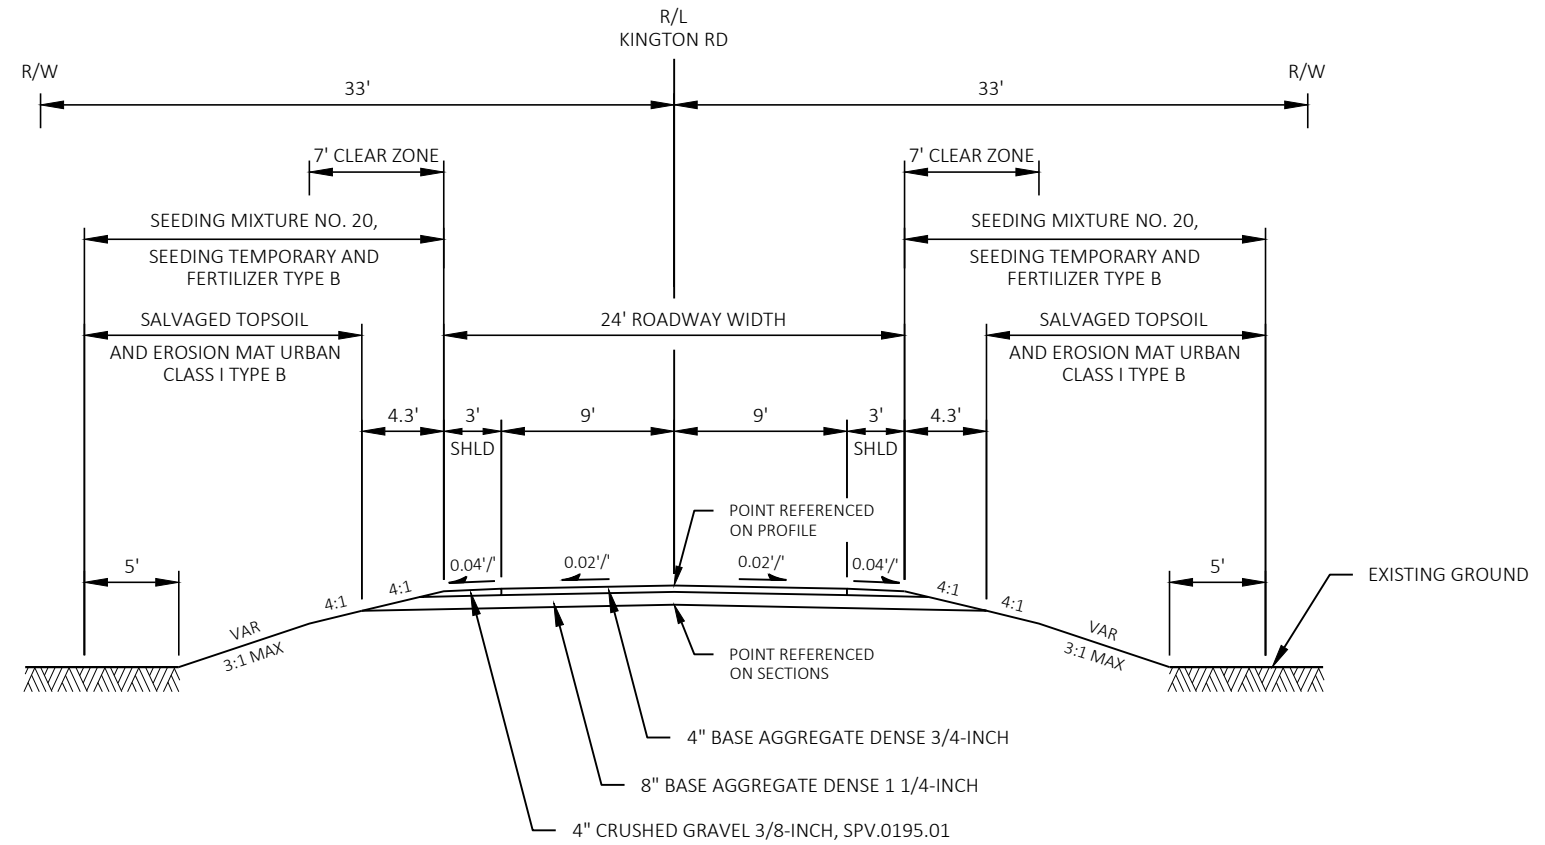 R/L
KINGTON RD
R/W
R/W
33'
33'
7' CLEAR ZONE
7' CLEAR ZONE
SEEDING MIXTURE NO. 20,
SEEDING TEMPORARY AND
FERTILIZER TYPE B
SEEDING MIXTURE NO. 20,
SEEDING TEMPORARY AND
FERTILIZER TYPE B
SALVAGED TOPSOIL
AND EROSION MAT URBAN
CLASS I TYPE B
24' ROADWAY WIDTH
SALVAGED TOPSOIL
AND EROSION MAT URBAN
CLASS I TYPE B
4.3'
3'
SHLD
9'
9'
3'
SHLD
4.3'
POINT REFERENCED
ON PROFILE
5'
0.04'/'
0.02'/'
0.02'/'
0.04'/'
5'
EXISTING GROUND
4:1
4:1
4:1
4:1
VAR
3:1 MAX
VAR
3:1 MAX
POINT REFERENCED
ON SECTIONS
4" BASE AGGREGATE DENSE 3/4-INCH
8" BASE AGGREGATE DENSE 1 1/4-INCH
4" CRUSHED GRAVEL 3/8-INCH, SPV.0195.01